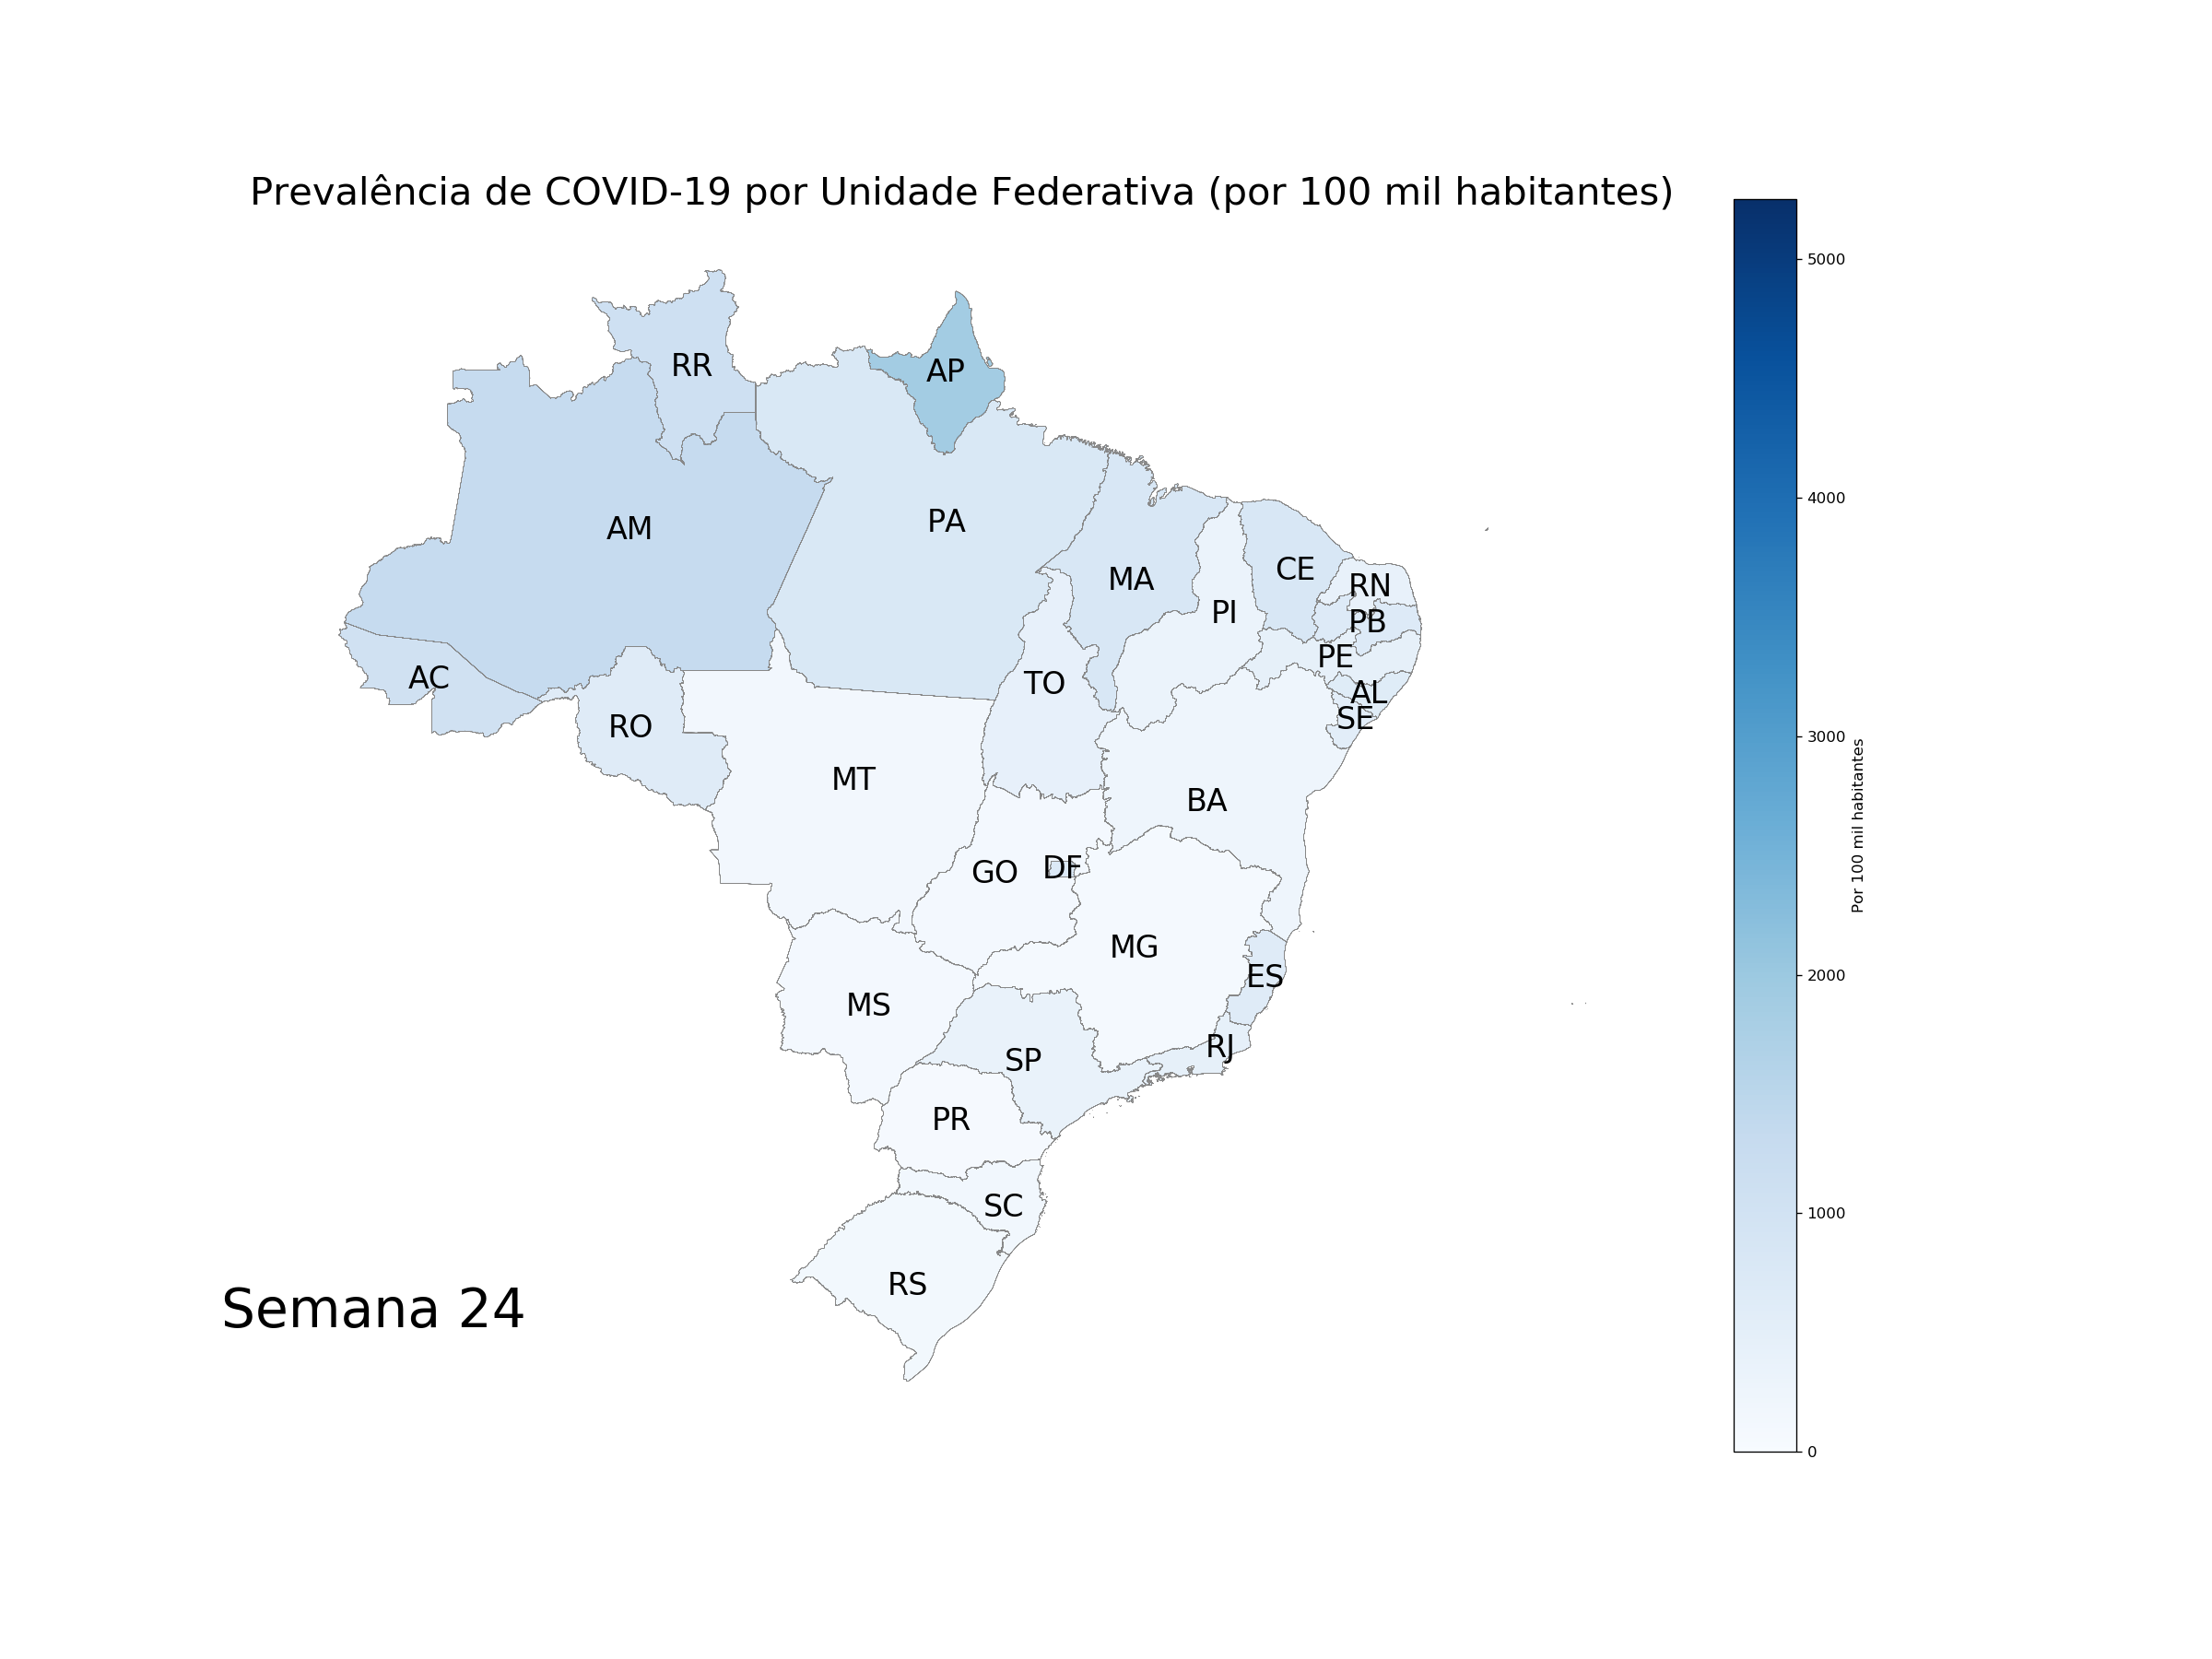 Prevalência de COVID-19 por Unidade Federativa (por 100 mil habitantes)
RR
AP
AM
PA
MA
CE
RN
PI
PB
PE
AC
TO
AL
SE
RO
MT
BA
GO
DF
MG
ES
MS
RJ
SP
PR
SC
RS
Semana 24
5000
4000
3000
2000
1000
0
Por 100 mil habitantes